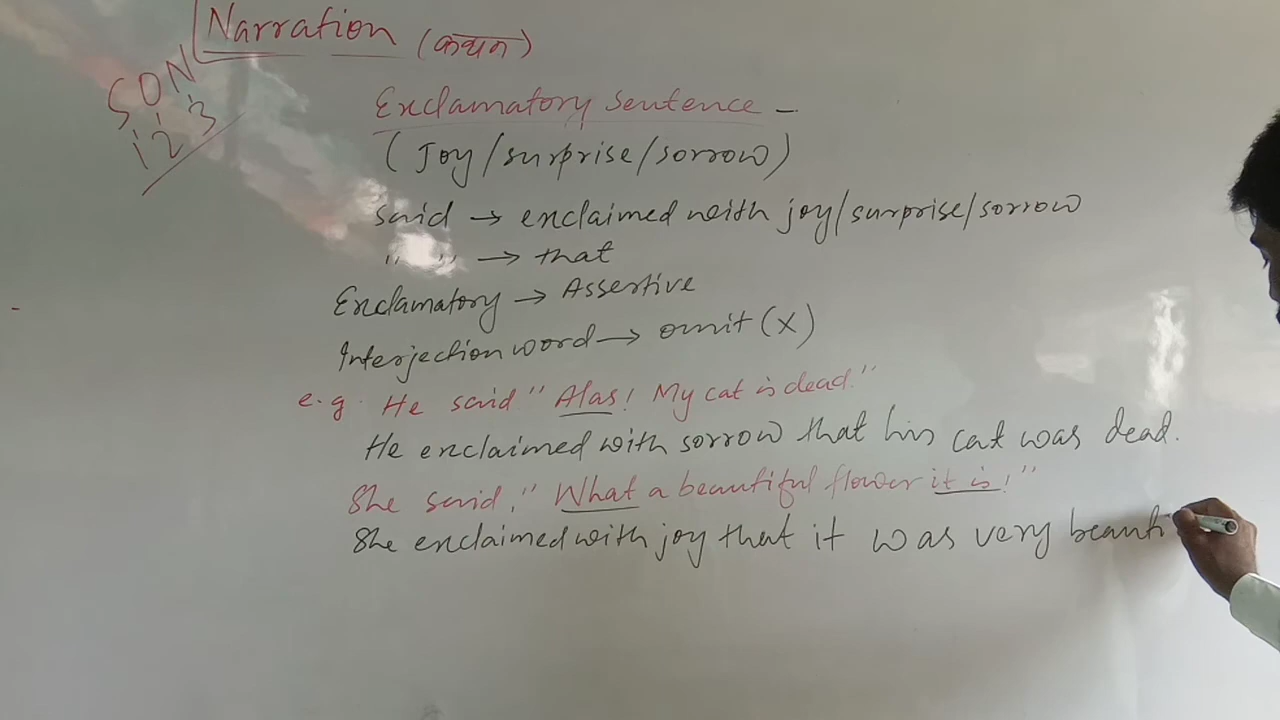 Narration (कथन)
SON
1 2 3
Exclamatory sentence -
(Joy/surprise/sorrow)
said → exclaimed with joy/surprise/sorrow
" " → that
Exclamatory → Assertive
Interjection word → omit (x)
e.g. He said "Alas! My cat is dead."
He exclaimed with sorrow that his cat was dead.
She said, "What a beautiful flower it is!"
She exclaimed with joy that it was very beauti